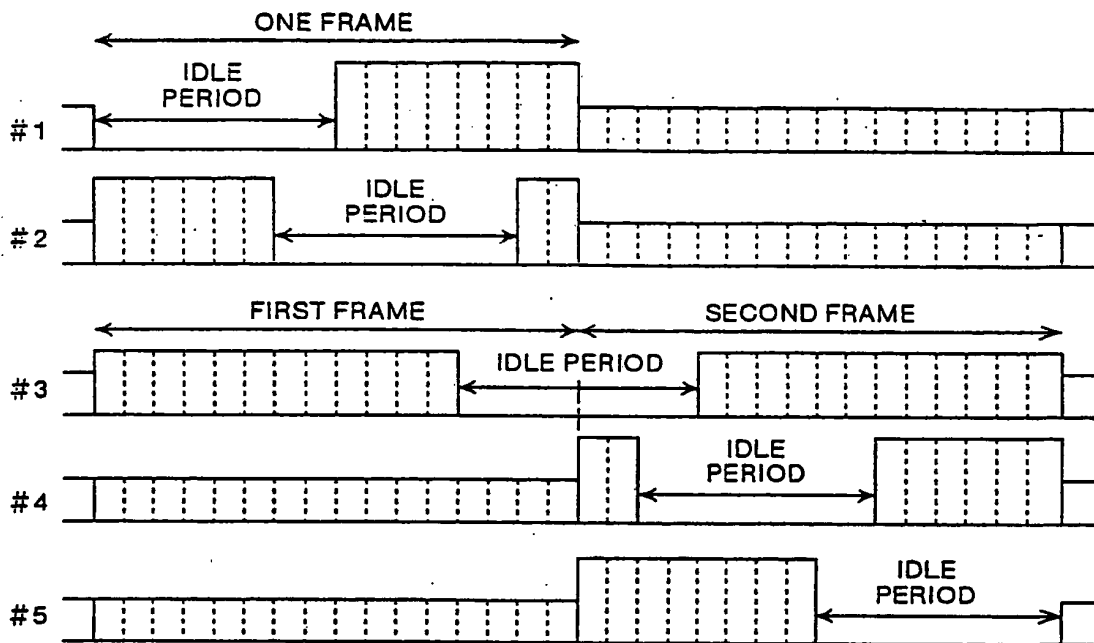 ONE FRAME
IDLE
PERIOD
#1
IDLE
PERIOD
#2
FIRST FRAME
SECOND FRAME
IDLE PERIOD
#3
IDLE
PERIOD
#4
IDLE
PERIOD
#5